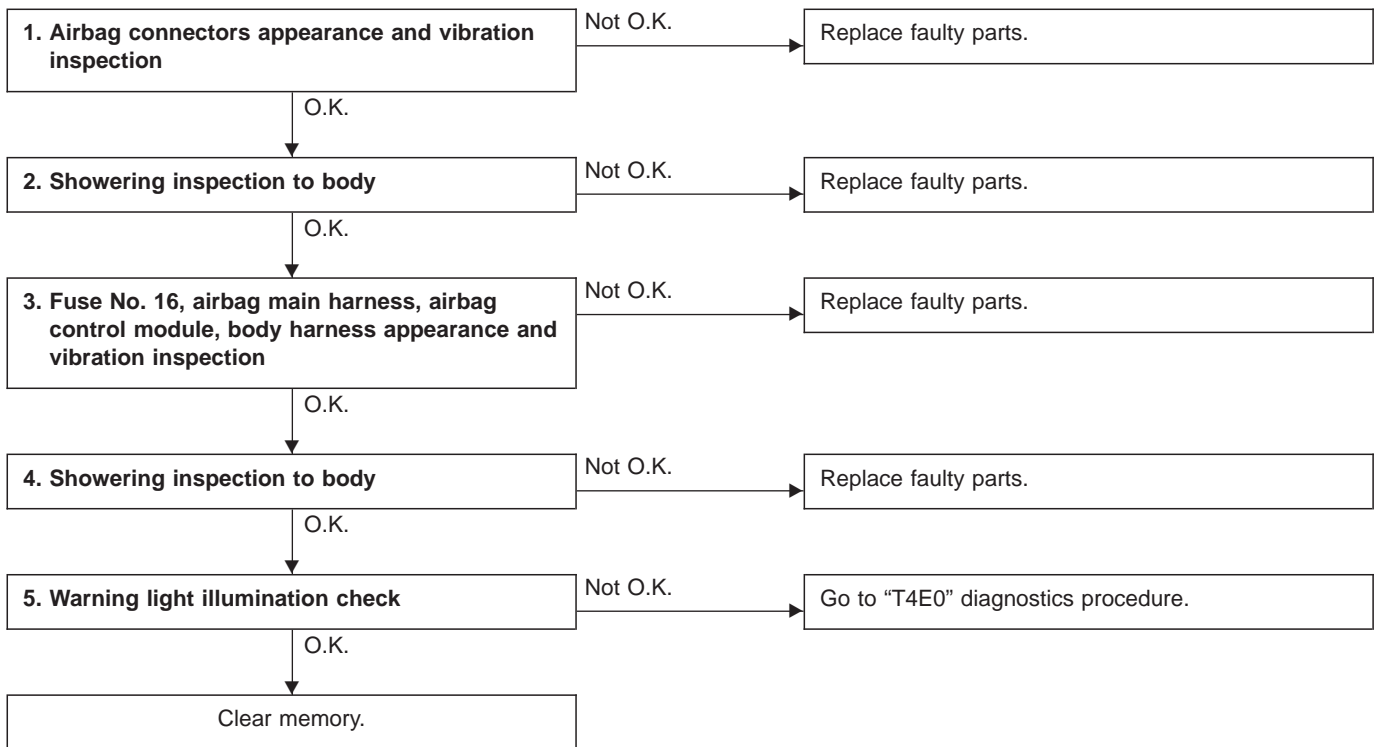 1. Airbag connectors appearance and vibration
inspection
Not O.K.
Replace faulty parts.
O.K.
2. Showering inspection to body
Not O.K.
Replace faulty parts.
O.K.
3. Fuse No. 16, airbag main harness, airbag
control module, body harness appearance and
vibration inspection
Not O.K.
Replace faulty parts.
O.K.
4. Showering inspection to body
Not O.K.
Replace faulty parts.
O.K.
5. Warning light illumination check
Not O.K.
Go to “T4E0” diagnostics procedure.
O.K.
Clear memory.